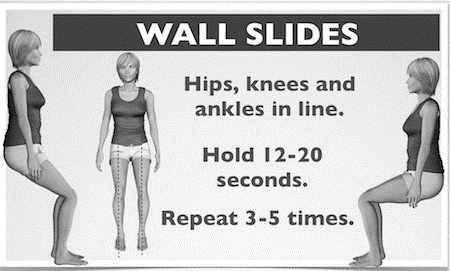 WALL SLIDES
Hips, knees and
ankles in line.
Hold 12-20
seconds.
Repeat 3-5 times.